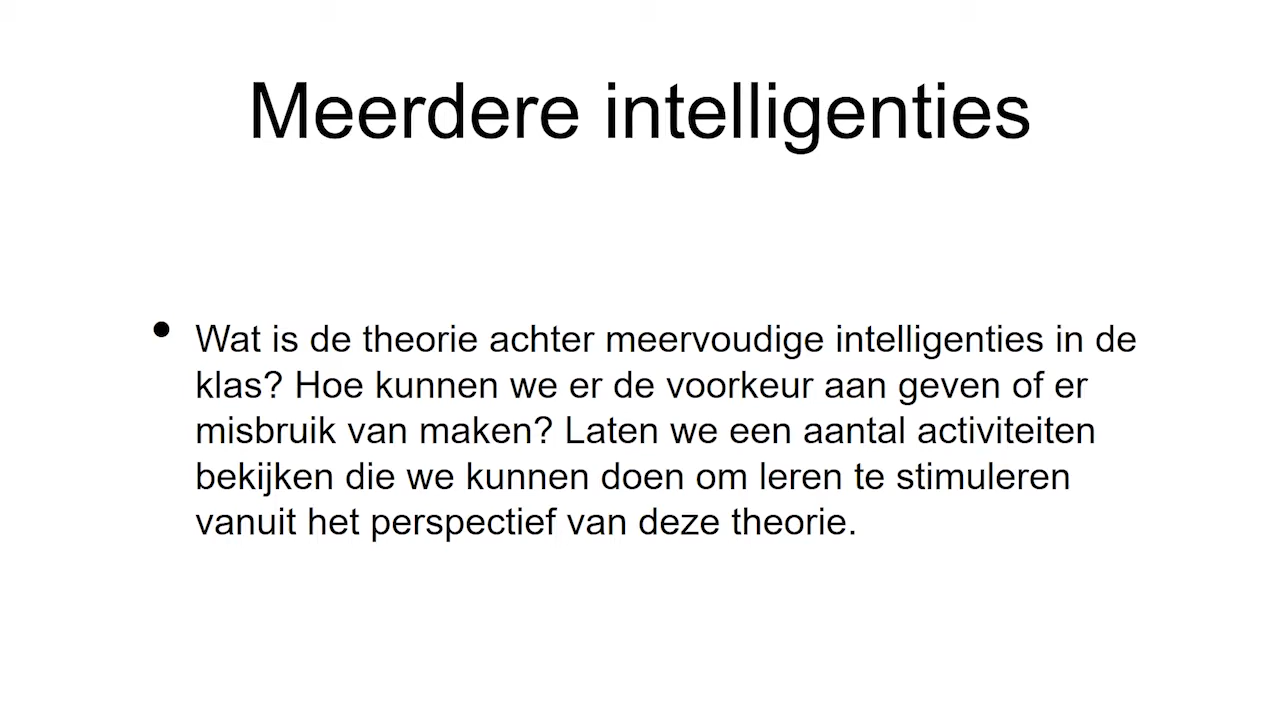 Meerdere intelligenties
• Wat is de theorie achter meervoudige intelligenties in de
klas? Hoe kunnen we er de voorkeur aan geven of er
misbruik van maken? Laten we een aantal activiteiten
bekijken die we kunnen doen om leren te stimuleren
vanuit het perspectief van deze theorie.